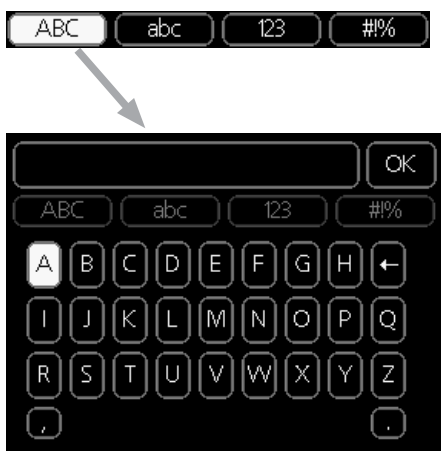 ABC abc 123 #!%
OK
ABC abc 123 #!%
A B C D E F G H ←
I J K L M N O P Q
R S T U V W X Y Z
, .